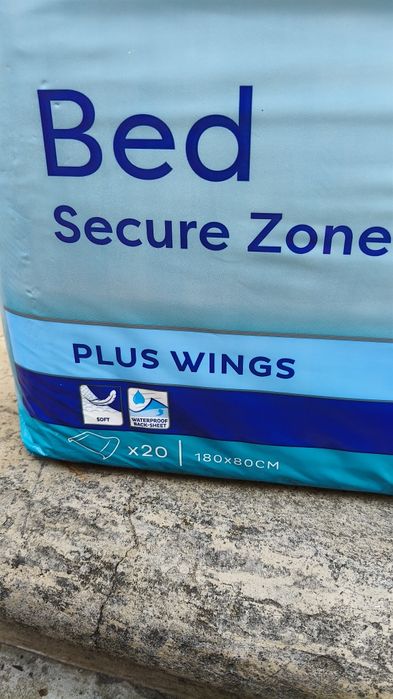 Bed
Secure Zone
PLUS WINGS
SOFT
WATERPROOF
BACK-SHEET
x20 | 180x80CM